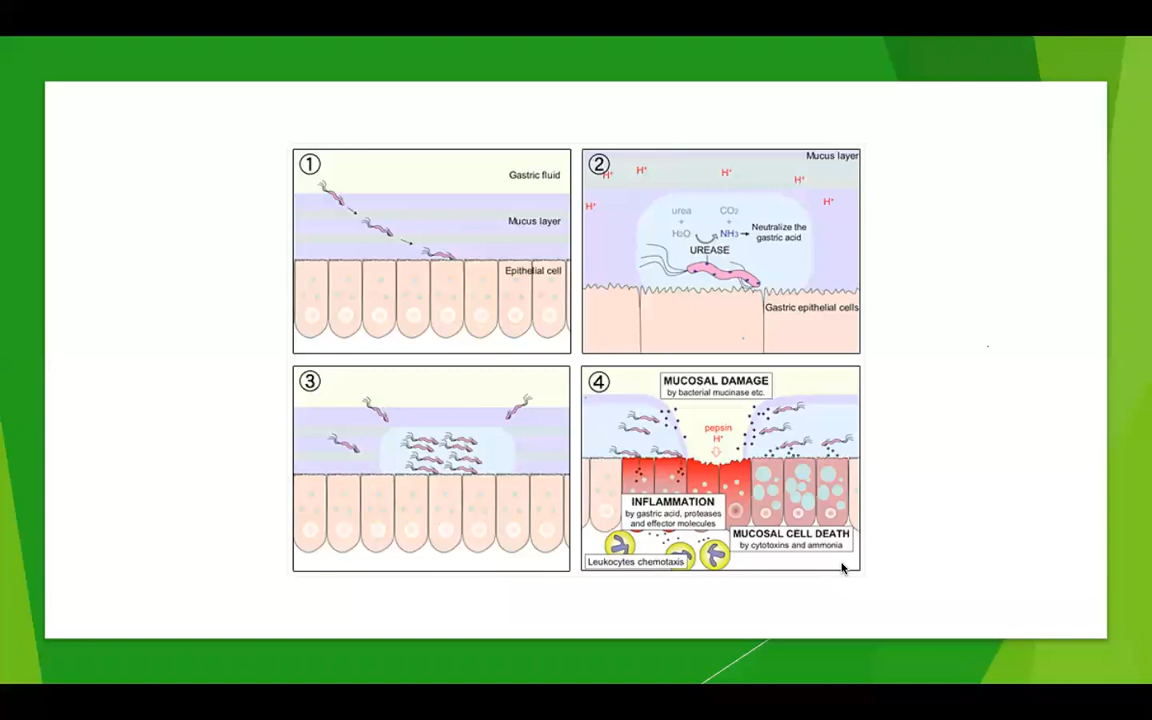 ①
Gastric fluid
Mucus layer
Epithelial cell
②
Mucus layer
H⁺
H⁺
H⁺
H⁺
H⁺
H⁺
urea
+
H₂O
CO₂
+
NH₃
Neutralize the
gastric acid
UREASE
Gastric epithelial cells
③
④
MUCOSAL DAMAGE
by bacterial mucinase etc.
pepsin
H⁺
INFLAMMATION
by gastric acid, proteases
and effector molecules
MUCOSAL CELL DEATH
by cytotoxins and ammonia
Leukocytes chemotaxis